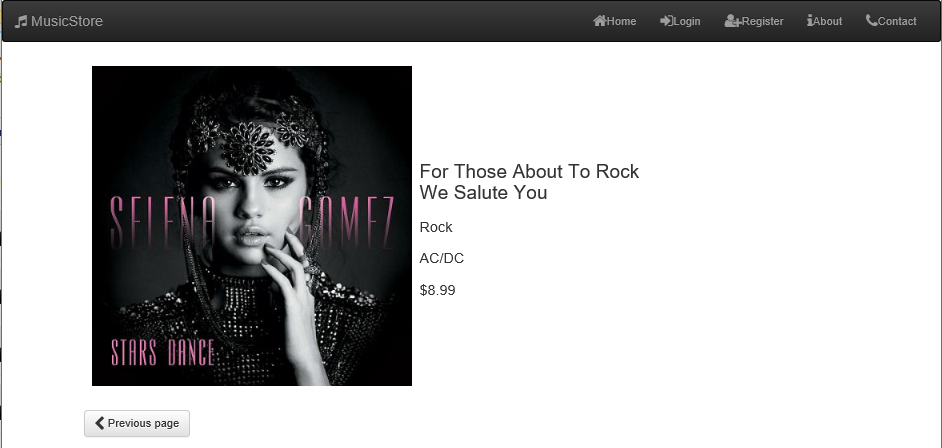 MusicStore
Home Login Register About Contact
SELENA GOMEZ
STARS DANCE
For Those About To Rock
We Salute You
Rock
AC/DC
$8.99
Previous page